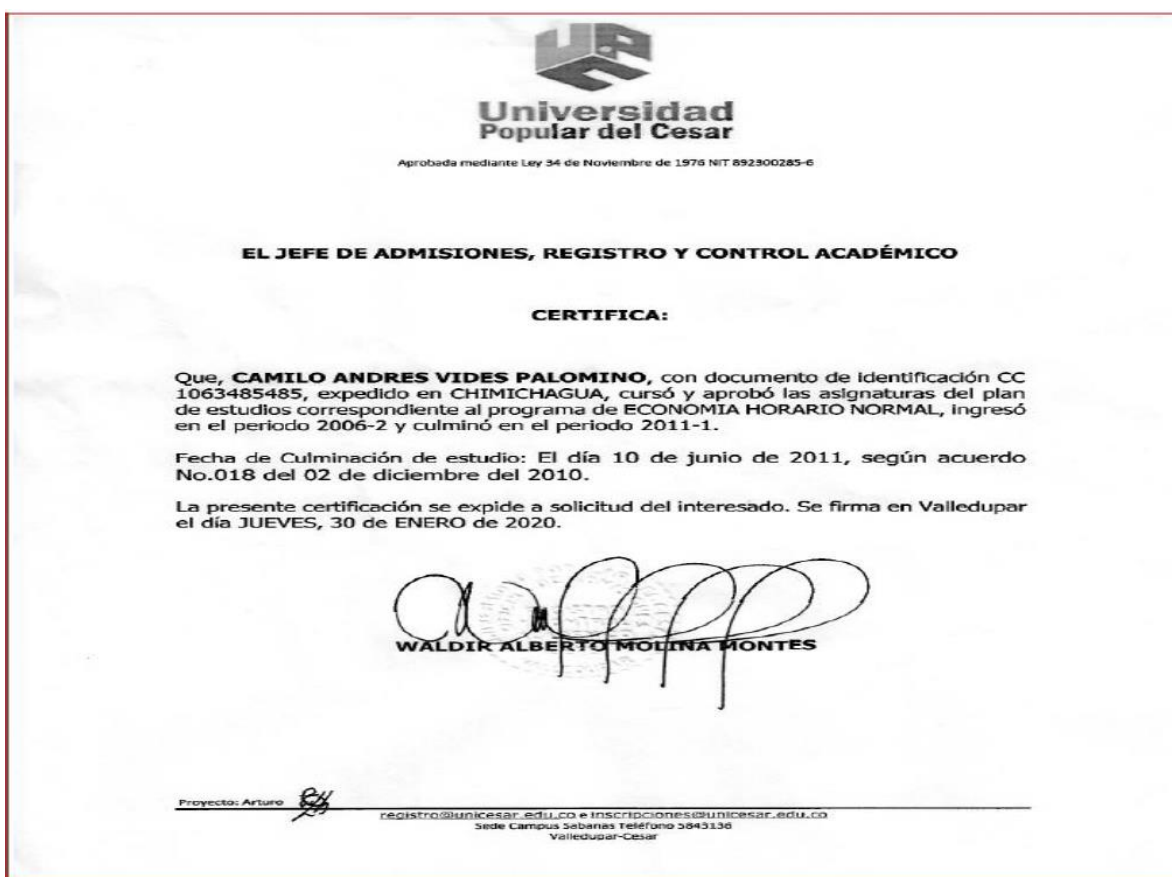 UPC
Universidad
Popular del Cesar
Aprobada mediante Ley 34 de Noviembre de 1976 NIT 892300285-6
EL JEFE DE ADMISIONES, REGISTRO Y CONTROL ACADÉMICO
CERTIFICA:
Que, CAMILO ANDRES VIDES PALOMINO, con documento de identificación CC
1063485485, expedido en CHIMICHAGUA, cursó y aprobó las asignaturas del plan
de estudios correspondiente al programa de ECONOMIA HORARIO NORMAL, ingresó
en el periodo 2006-2 y culminó en el periodo 2011-1.
Fecha de Culminación de estudio: El día 10 de junio de 2011, según acuerdo
No.018 del 02 de diciembre del 2010.
La presente certificación se expide a solicitud del interesado. Se firma en Valledupar
el día JUEVES, 30 de ENERO de 2020.
WALDIR ALBERTO MOLINA MONTES
Proyecto: Arturo
registro@unicesar.edu.co e inscripciones@unicesar.edu.co
Sede Campus Sabanas Teléfono 5843136
Valledupar-Cesar